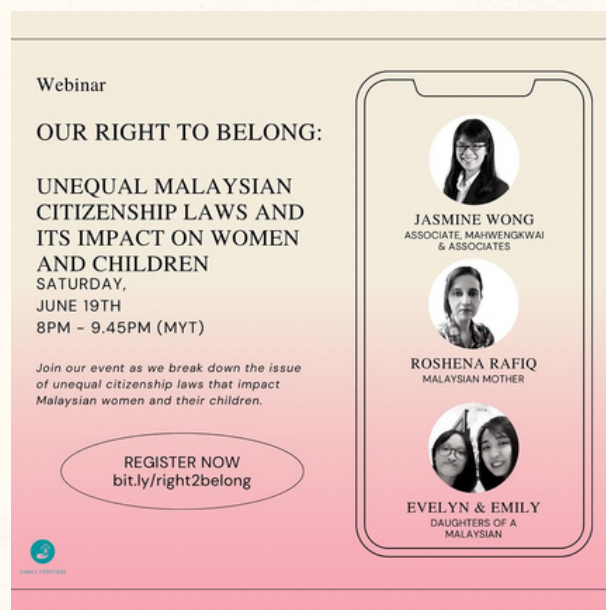 Webinar
OUR RIGHT TO BELONG:
UNEQUAL MALAYSIAN
CITIZENSHIP LAWS AND
ITS IMPACT ON WOMEN
AND CHILDREN
SATURDAY,
JUNE 19TH
8PM - 9.45PM (MYT)
Join our event as we break down the issue
of unequal citizenship laws that impact
Malaysian women and their children.
REGISTER NOW
bit.ly/right2belong
FAMILY FRONTIERS
JASMINE WONG
ASSOCIATE, MAHWENGKWAI
& ASSOCIATES
ROSHENA RAFIQ
MALAYSIAN MOTHER
EVELYN & EMILY
DAUGHTERS OF A
MALAYSIAN